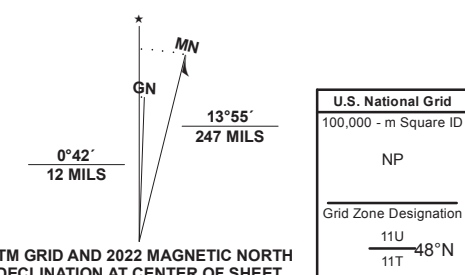 ★
MN
GN
13°55´
247 MILS
0°42´
12 MILS
TM GRID AND 2022 MAGNETIC NORTH
DECLINATION AT CENTER OF SHEET
U.S. National Grid
100,000 - m Square ID
NP
Grid Zone Designation
11U
48°N
11T